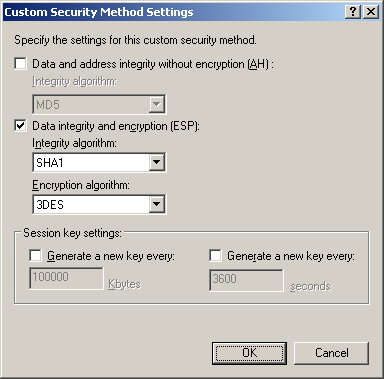 Custom Security Method Settings
Specify the settings for this custom security method.
Data and address integrity without encryption (AH) :
Integrity algorithm:
MD5
Data integrity and encryption (ESP):
Integrity algorithm:
SHA1
Encryption algorithm:
3DES
Session key settings:
Generate a new key every: Generate a new key every:
100000 Kbytes 3600 seconds
OK Cancel